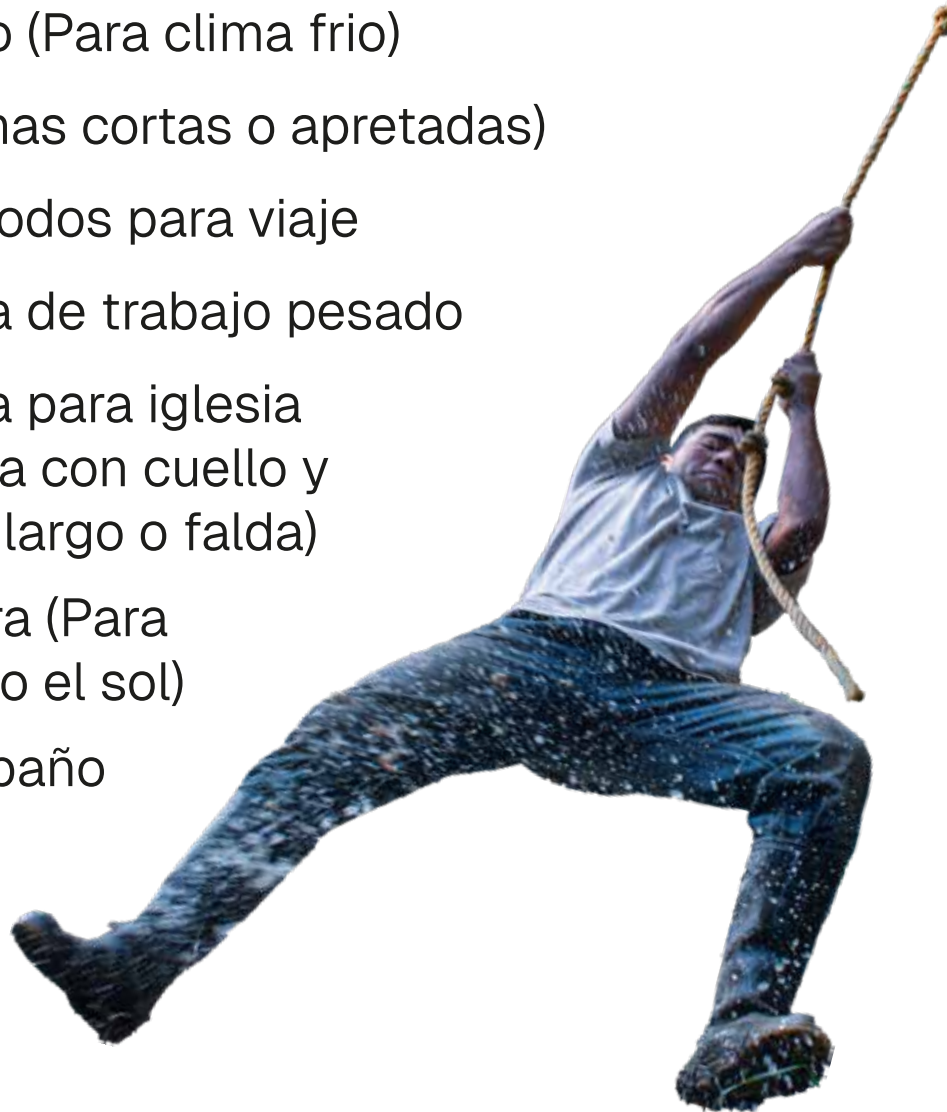 o (Para clima frio)
nas cortas o apretadas)
odos para viaje
a de trabajo pesado
a para iglesia
a con cuello y
largo o falda)
ra (Para
o el sol)
baño